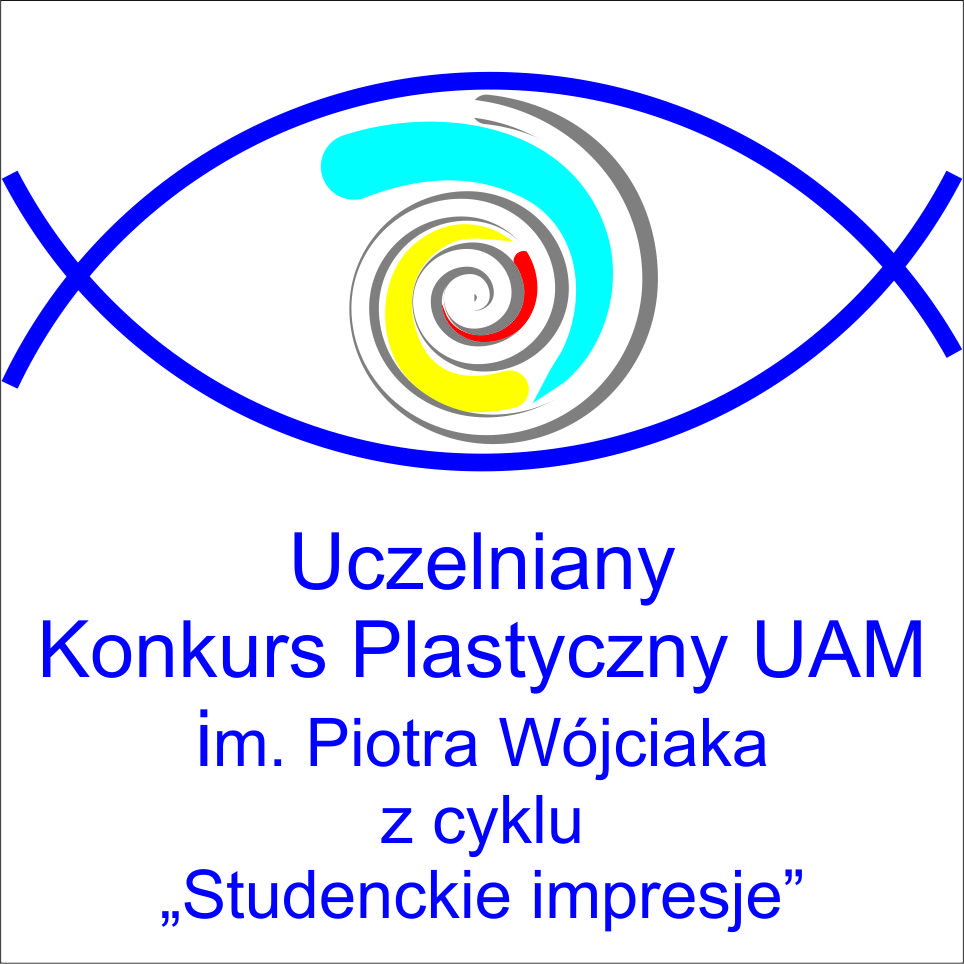 Uczelniany
Konkurs Plastyczny UAM
im. Piotra Wójciaka
z cyklu
„Studenckie impresje”